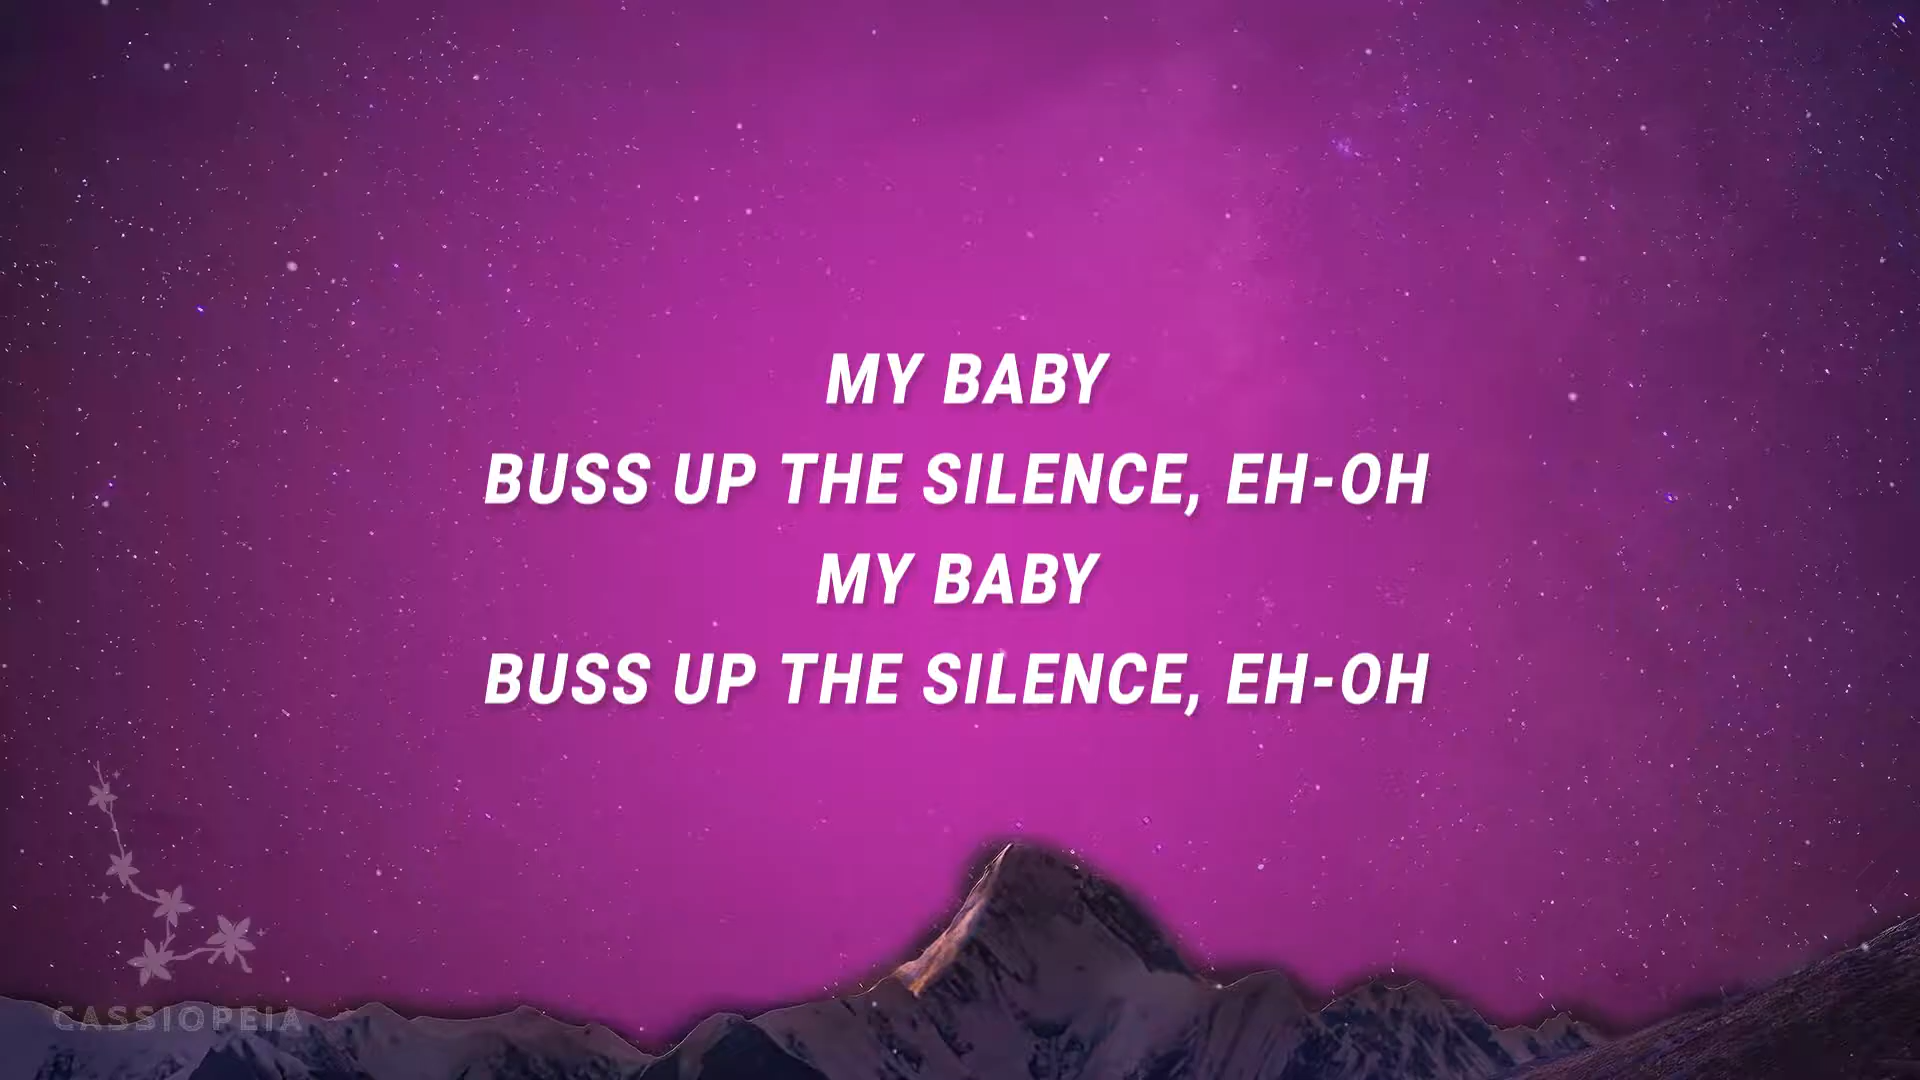 MY BABY
BUSS UP THE SILENCE, EH-OH
MY BABY
BUSS UP THE SILENCE, EH-OH
CASSIOPEIA